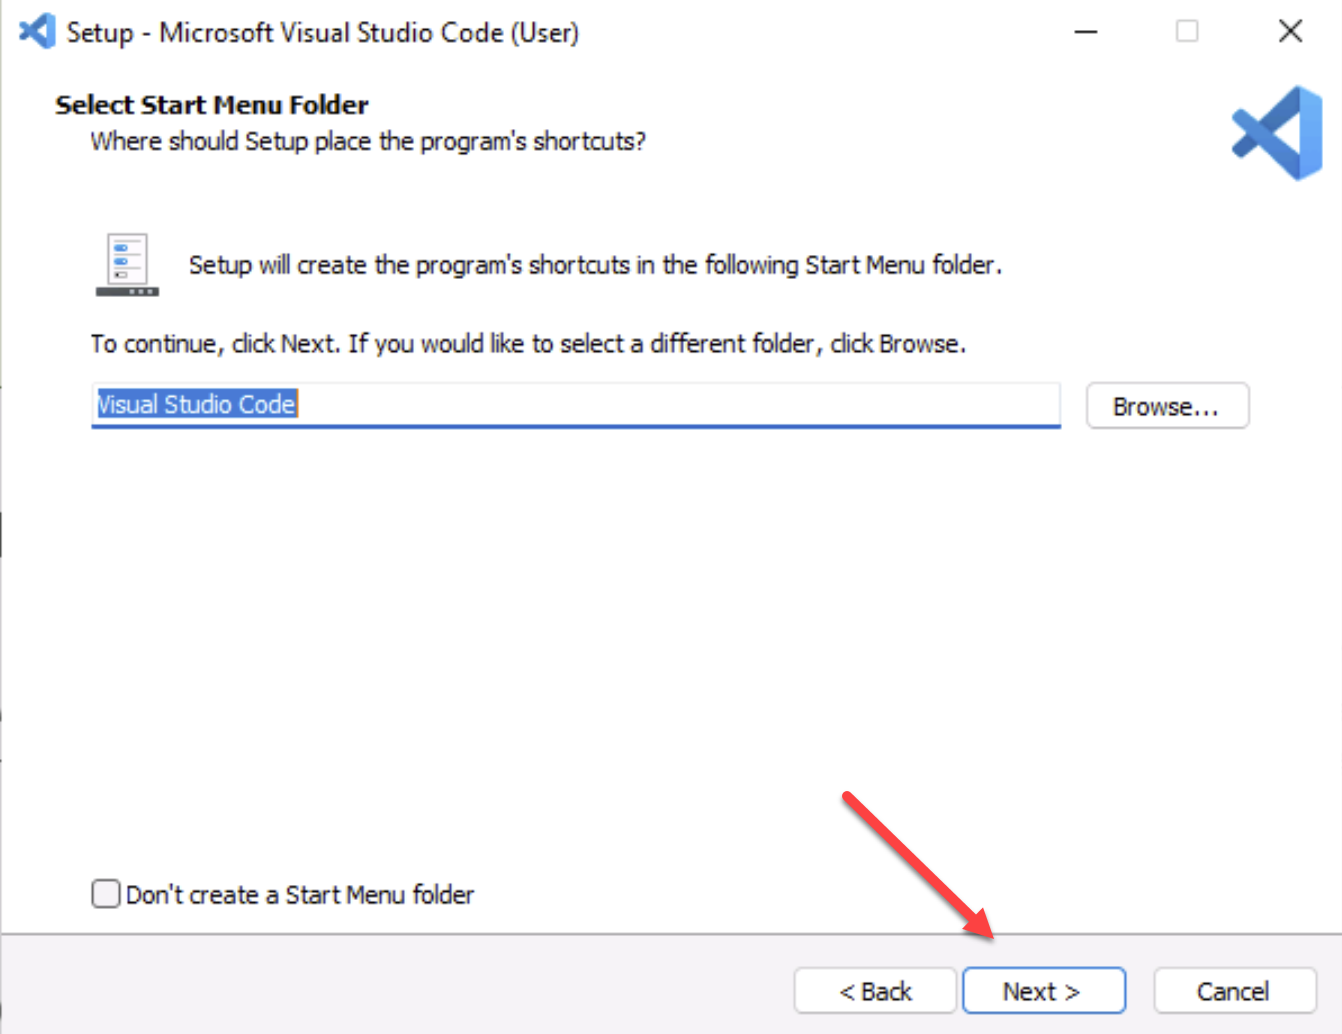 Setup - Microsoft Visual Studio Code (User)
Select Start Menu Folder
Where should Setup place the program's shortcuts?
Setup will create the program's shortcuts in the following Start Menu folder.
To continue, click Next. If you would like to select a different folder, click Browse.
Visual Studio Code
Browse...
Don't create a Start Menu folder
< Back
Next >
Cancel